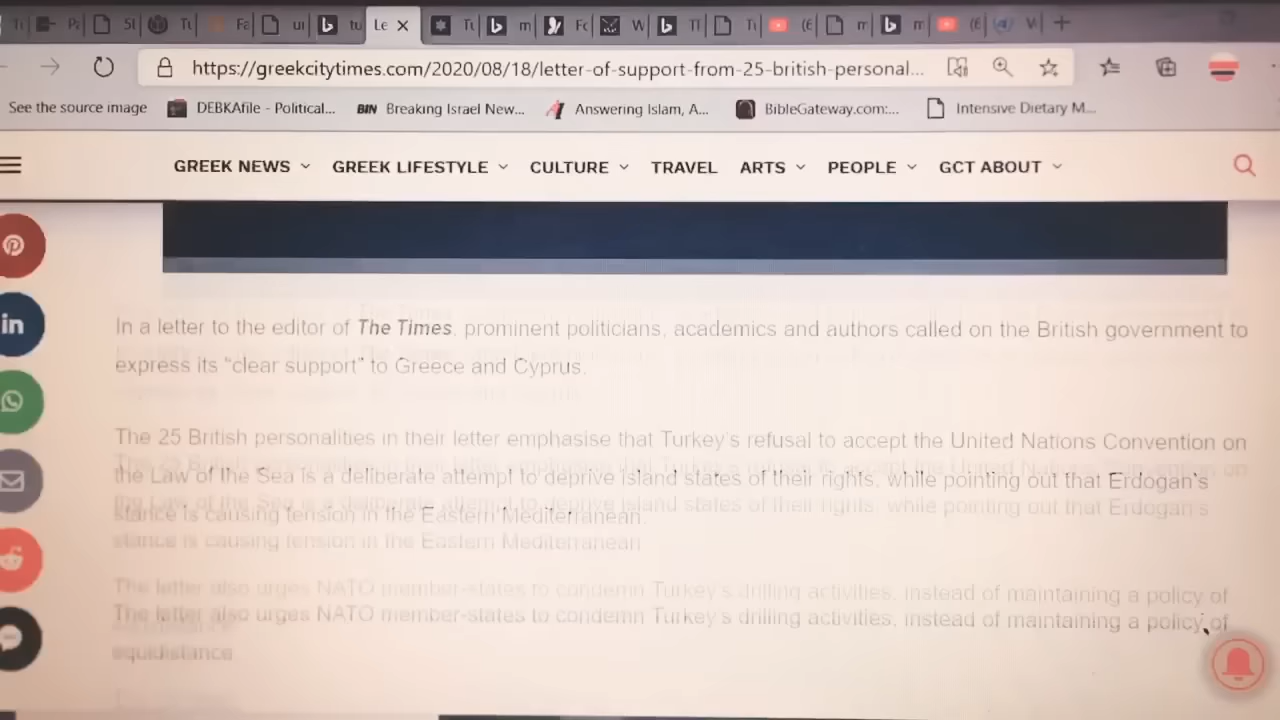 Le
https://greekcitytimes.com/2020/08/18/letter-of-support-from-25-british-personal...
See the source image DEBKAfile - Political... BIN Breaking Israel New... Answering Islam, A... BibleGateway.com:... Intensive Dietary M...
GREEK NEWS GREEK LIFESTYLE CULTURE TRAVEL ARTS PEOPLE GCT ABOUT
In a letter to the editor of The Times, prominent politicians, academics and authors called on the British government to
express its “clear support” to Greece and Cyprus.
The 25 British personalities in their letter emphasise that Turkey's refusal to accept the United Nations Convention on
the Law of the Sea is a deliberate attempt to deprive island states of their rights, while pointing out that Erdogan's
stance is causing tension in the Eastern Mediterranean.
The letter also urges NATO member-states to condemn Turkey's drilling activities, instead of maintaining a policy of
equidistance